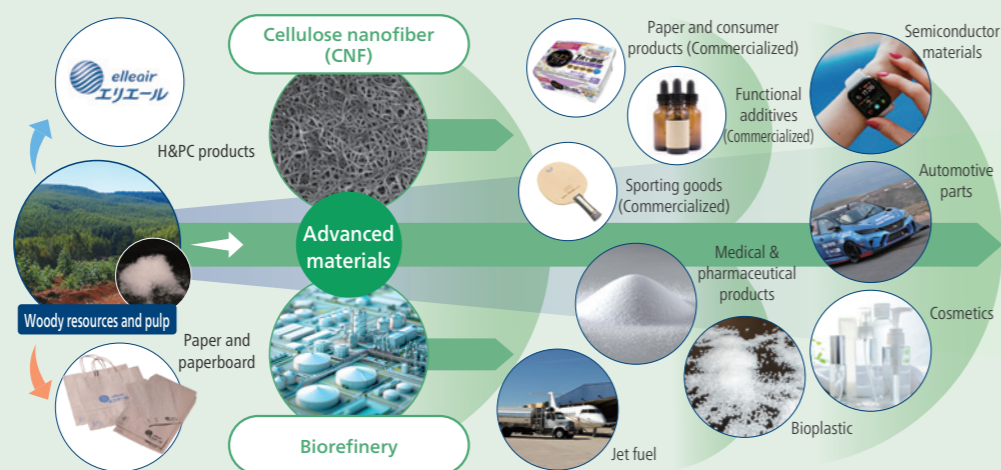 elleair
エリエール
H&PC products
Woody resources and pulp
Paper and
paperboard
Cellulose nanofiber
(CNF)
Advanced
materials
Biorefinery
Paper and consumer
products (Commercialized)
Functional
additives
(Commercialized)
Sporting goods
(Commercialized)
Medical &
pharmaceutical
products
Jet fuel
Bioplastic
Semiconductor
materials
Automotive
parts
Cosmetics